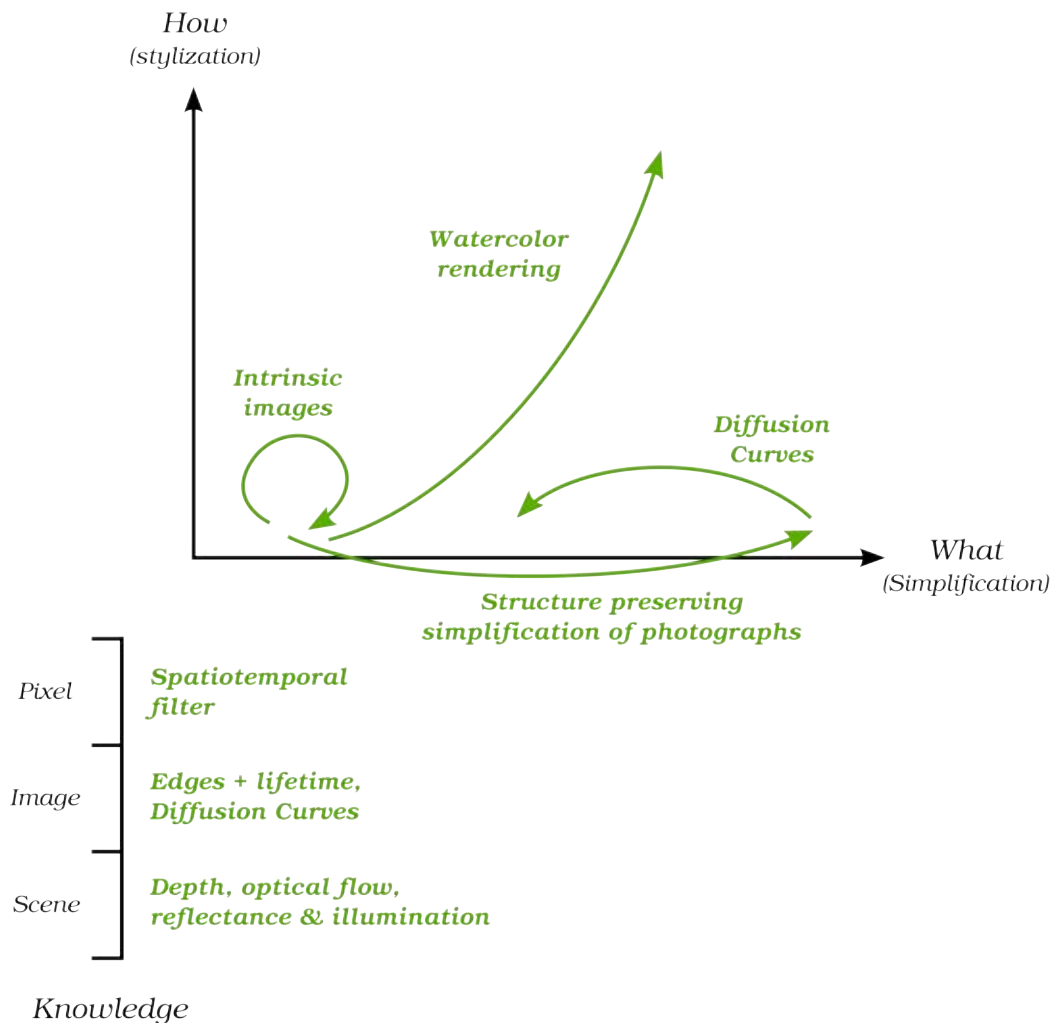 How
(stylization)
Watercolor
rendering
Intrinsic
images
Diffusion
Curves
What
(Simplification)
Structure preserving
simplification of photographs
Pixel
Spatiotemporal
filter
Image
Edges + lifetime,
Diffusion Curves
Scene
Depth, optical flow,
reflectance & illumination
Knowledge